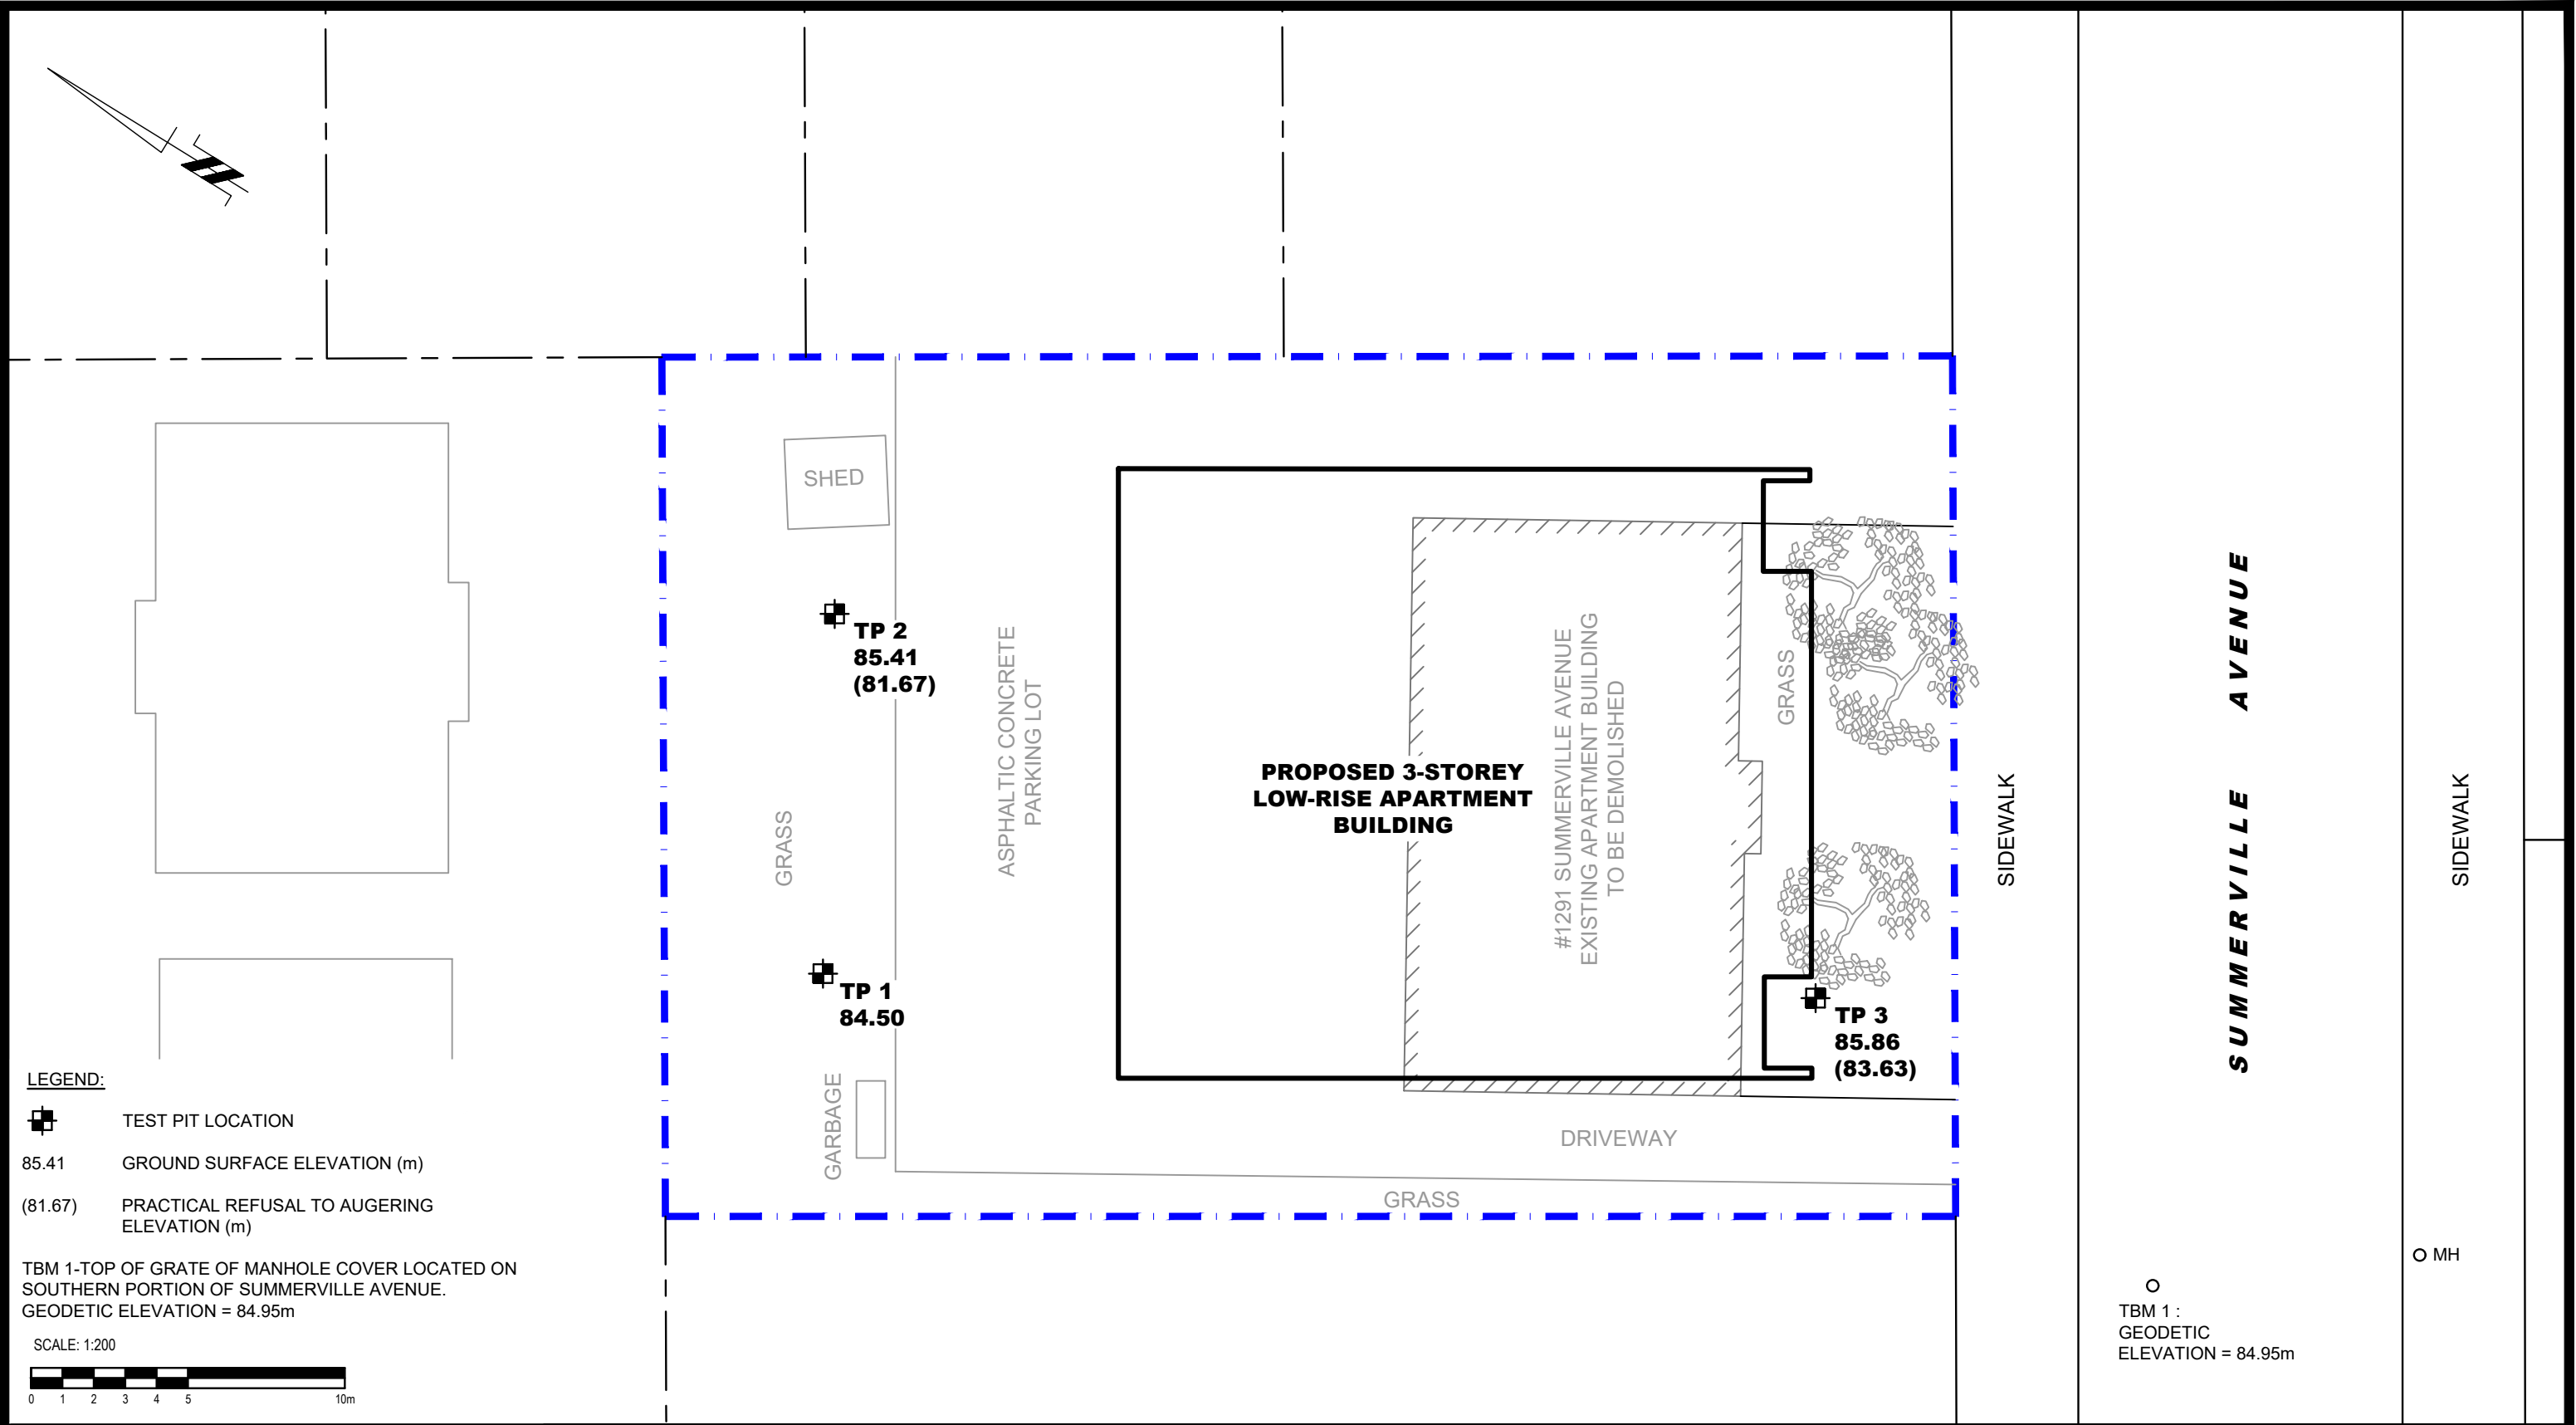 SHED
TP 2
85.41
(81.67)
ASPHALTIC CONCRETE
PARKING LOT
GRASS
TP 1
84.50
GARBAGE
PROPOSED 3-STOREY
LOW-RISE APARTMENT
BUILDING
#1291 SUMMERVILLE AVENUE
EXISTING APARTMENT BUILDING
TO BE DEMOLISHED
GRASS
TP 3
85.86
(83.63)
DRIVEWAY
GRASS
SIDEWALK
SUMMERVILLE AVENUE
SIDEWALK
MH
TBM 1 :
GEODETIC
ELEVATION = 84.95m
LEGEND:
TEST PIT LOCATION
85.41 GROUND SURFACE ELEVATION (m)
(81.67) PRACTICAL REFUSAL TO AUGERING
ELEVATION (m)
TBM 1-TOP OF GRATE OF MANHOLE COVER LOCATED ON
SOUTHERN PORTION OF SUMMERVILLE AVENUE.
GEODETIC ELEVATION = 84.95m
SCALE: 1:200
0 1 2 3 4 5 10m